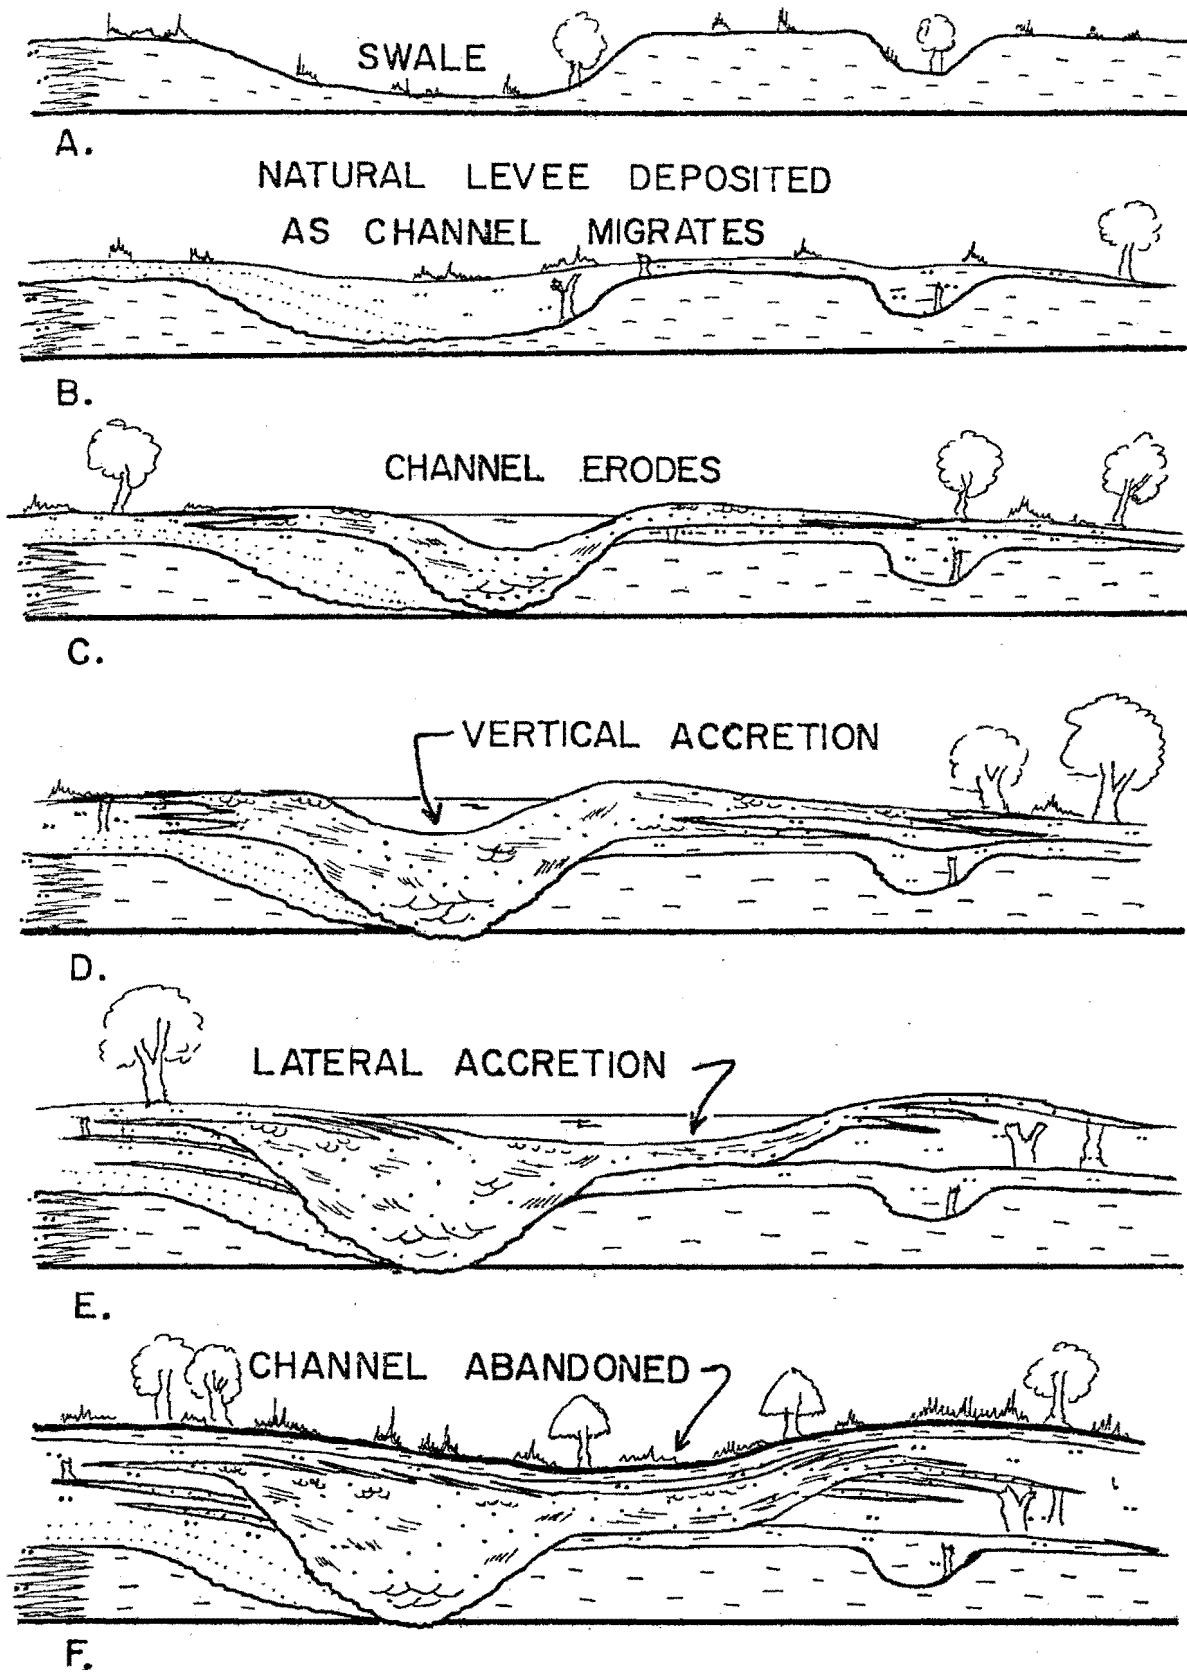 SWALE
A.
NATURAL LEVEE DEPOSITED
AS CHANNEL MIGRATES
B.
CHANNEL ERODES
C.
VERTICAL ACCRETION
D.
LATERAL ACCRETION
E.
CHANNEL ABANDONED
F.